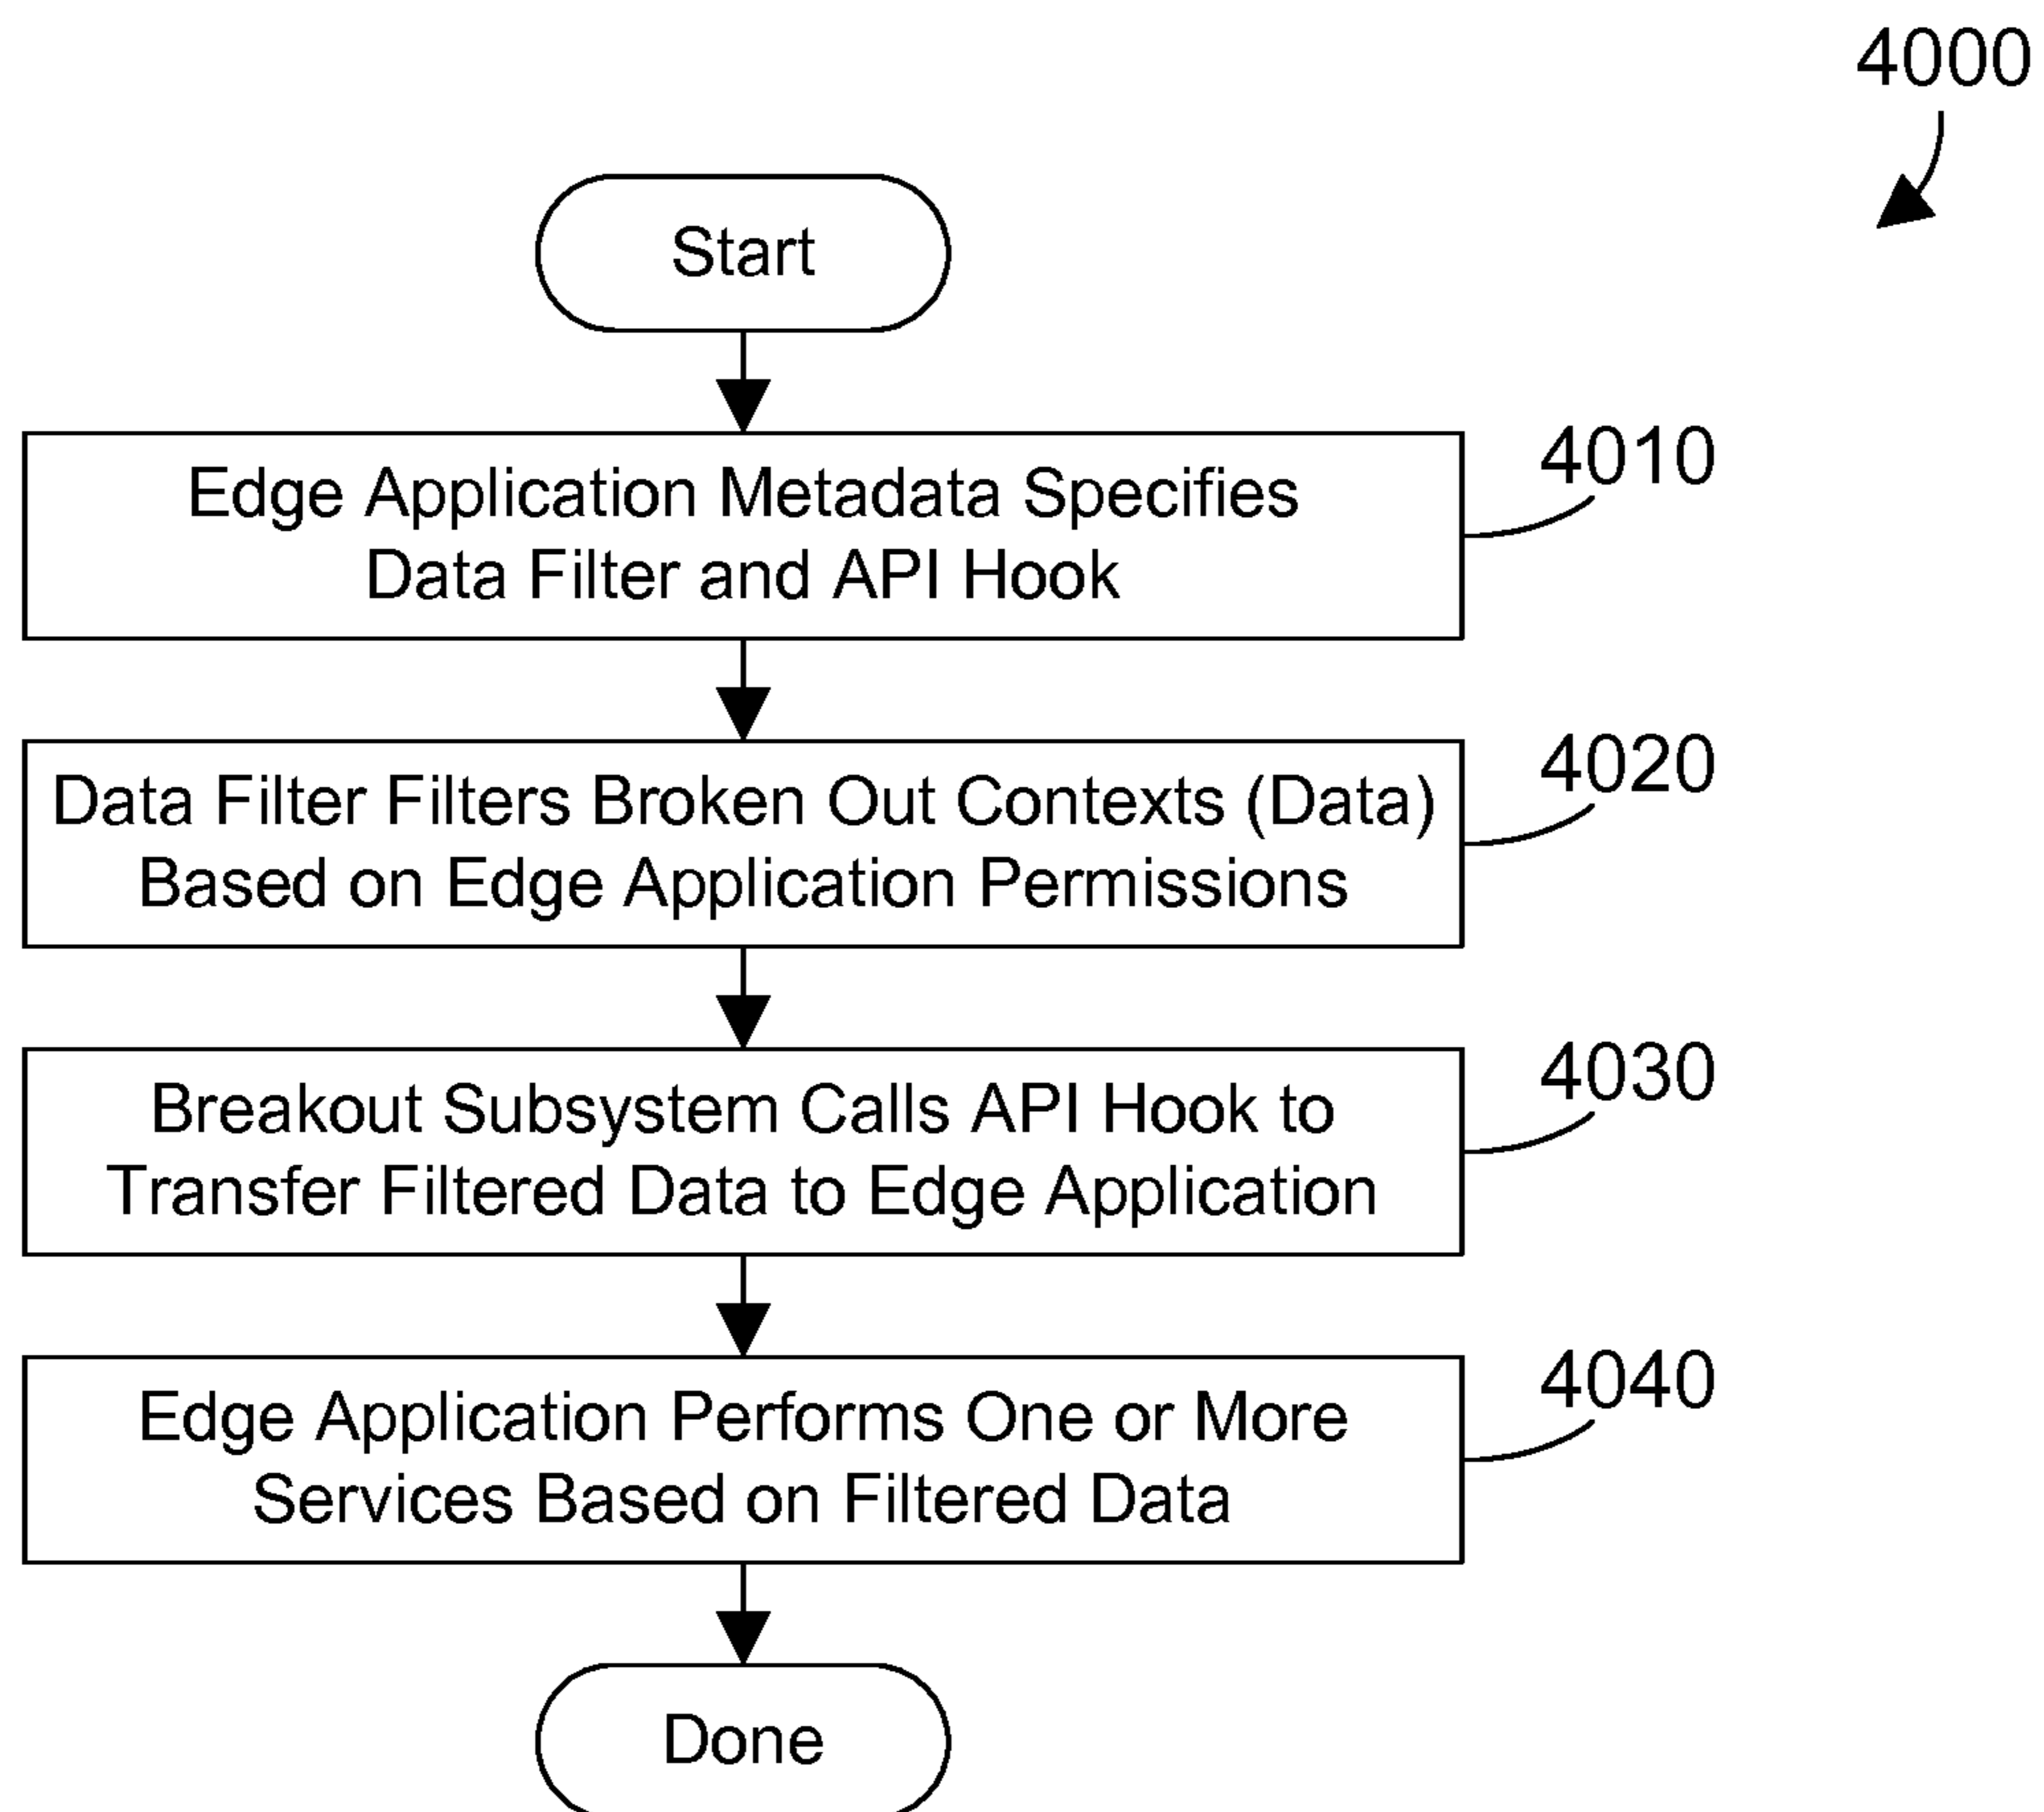 4000
Start
4010
Edge Application Metadata Specifies
Data Filter and API Hook
4020
Data Filter Filters Broken Out Contexts (Data)
Based on Edge Application Permissions
4030
Breakout Subsystem Calls API Hook to
Transfer Filtered Data to Edge Application
4040
Edge Application Performs One or More
Services Based on Filtered Data
Done